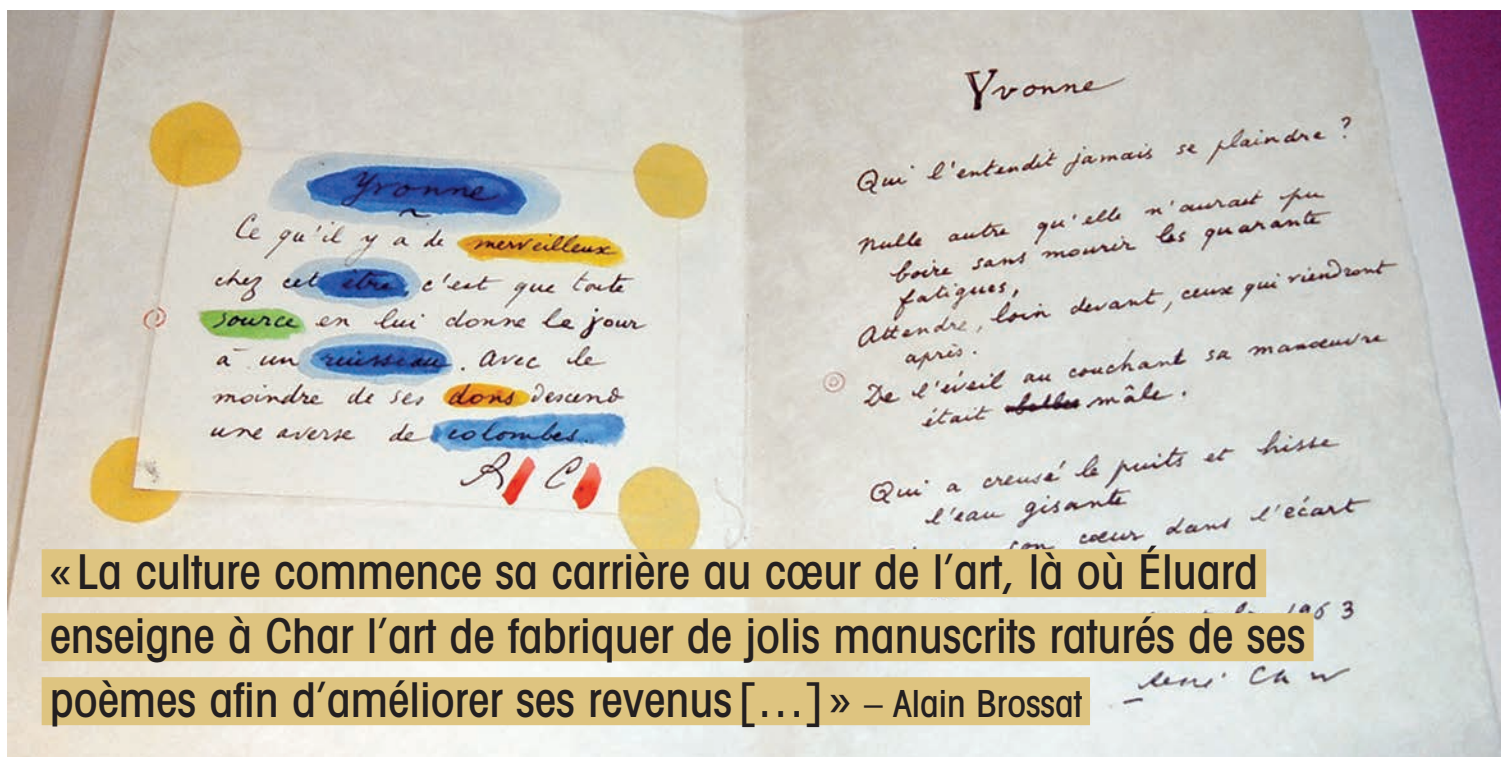 Yvonne
Ce qu'il y a de merveilleux
chez cet être, c'est que toute
source en lui donne le jour
à un ruisseau. Avec le
moindre de ses dons descend
une averse de colombes.
R C
Yvonne
Qui l'entendit jamais se plaindre ?
Nulle autre qu'elle n'aurait pu
boire sans mourir les quarante
fatigues,
Attendre, loin devant, ceux qui viendront
après.
De l'éveil au couchant sa manœuvre
était mâle.
Qui a creusé le puits et hisse
l'eau gisante
son cœur dans l'écart
1963
René Char
« La culture commence sa carrière au cœur de l'art, là où Éluard
enseigne à Char l'art de fabriquer de jolis manuscrits raturés de ses
poèmes afin d'améliorer ses revenus […] » – Alain Brossat